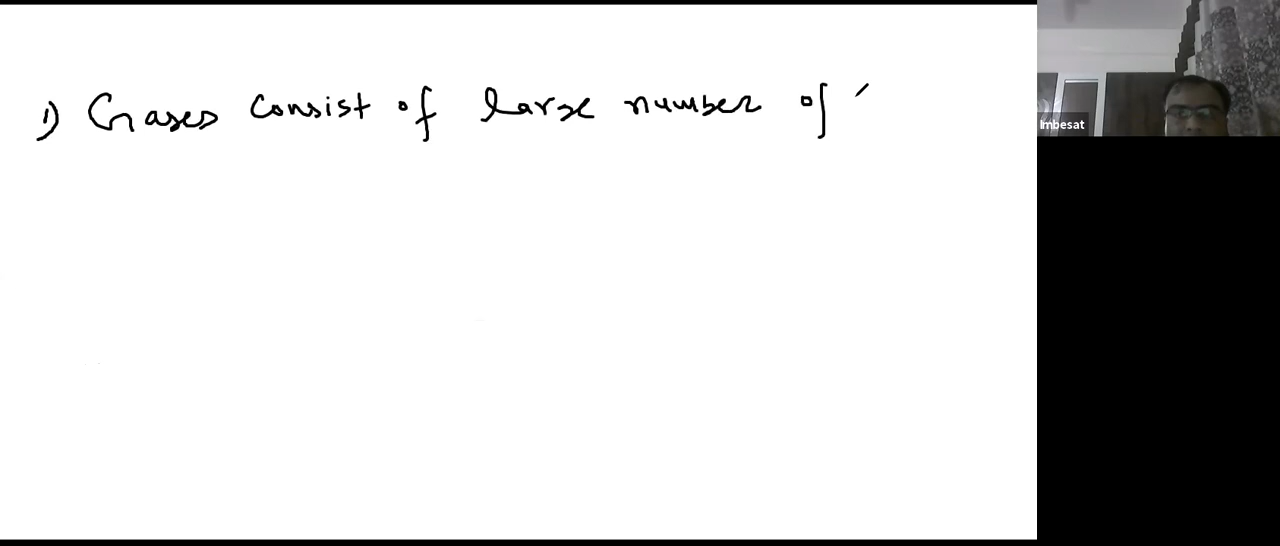 1) Gases consist of large number of
Imbesat